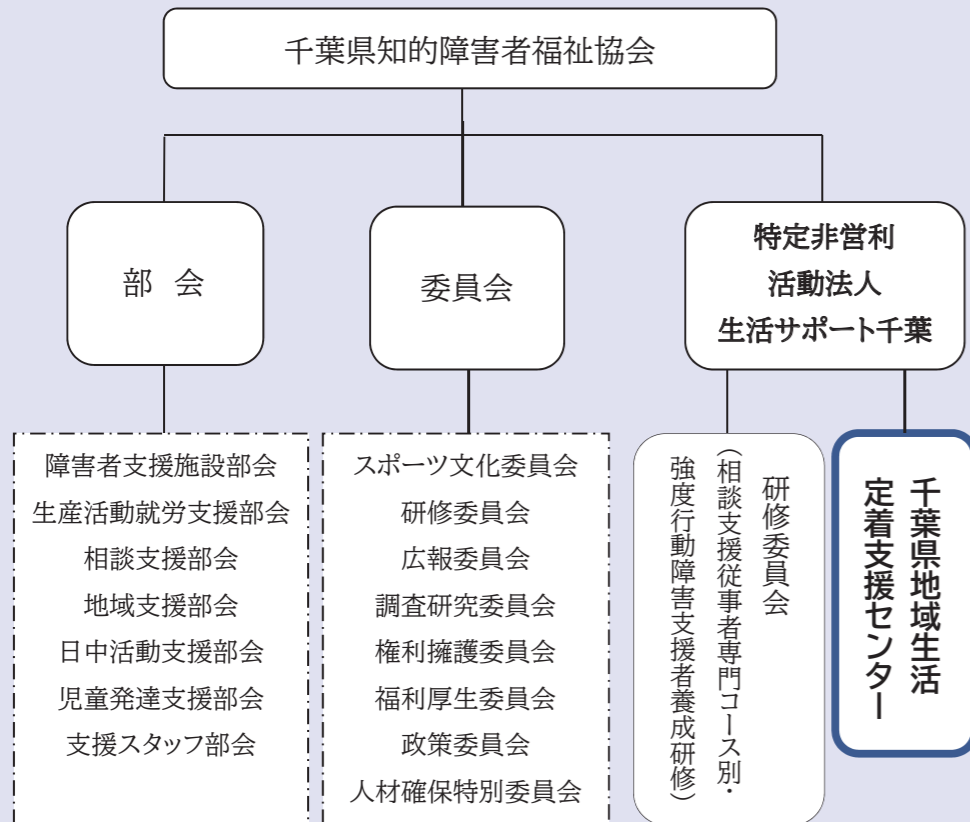 千葉県知的障害者福祉協会
部 会
委員会
特定非営利
活動法人
生活サポート千葉
障害者支援施設部会
生産活動就労支援部会
相談支援部会
地域支援部会
日中活動支援部会
児童発達支援部会
支援スタッフ部会
スポーツ文化委員会
研修委員会
広報委員会
調査研究委員会
権利擁護委員会
福利厚生委員会
政策委員会
人材確保特別委員会
研修委員会
（相談支援従事者専門コース別・
強度行動障害支援者養成研修）
千葉県地域生活
定着支援センター